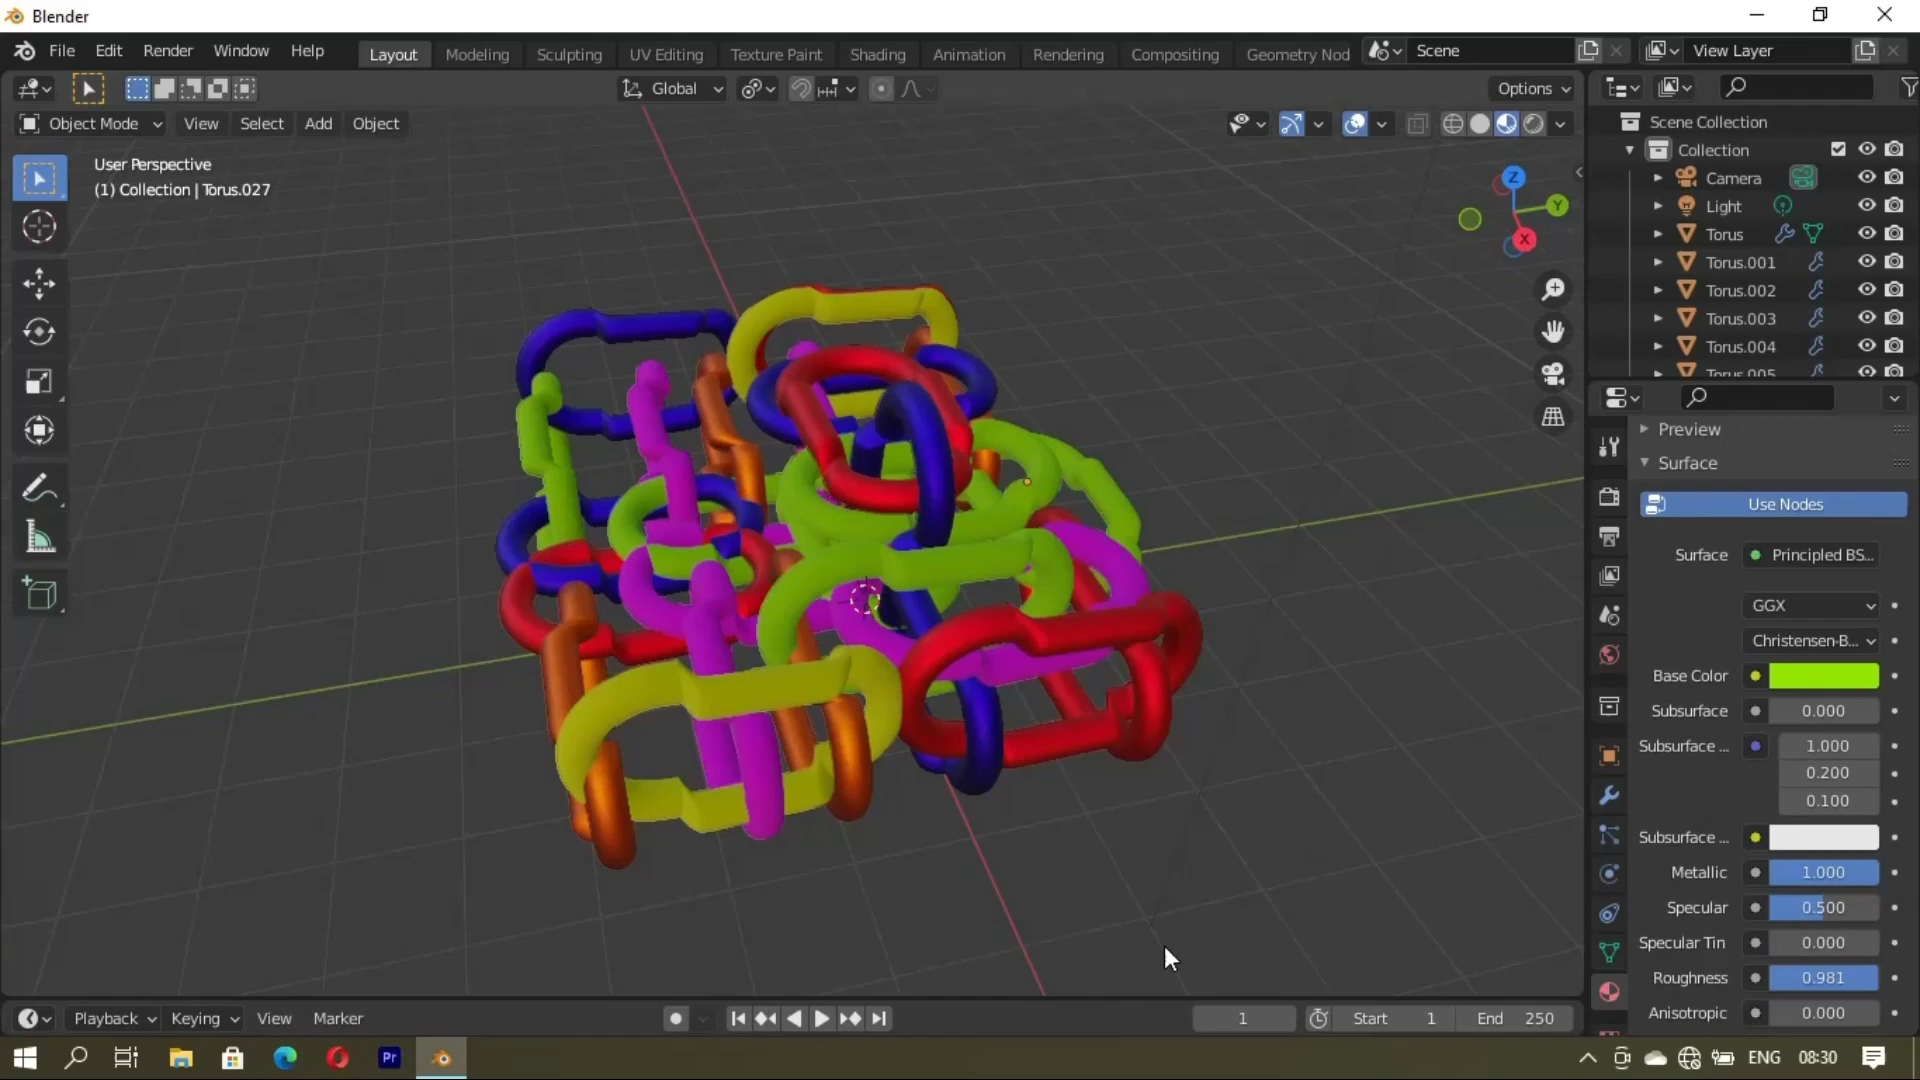 Blender
File Edit Render Window Help Layout Modeling Sculpting UV Editing Texture Paint Shading Animation Rendering Compositing Geometry Nod Scene View Layer
Global Options
Object Mode View Select Add Object
User Perspective
(1) Collection | Torus.027
Z
Y
X
Scene Collection
Collection
Camera
Light
Torus
Torus.001
Torus.002
Torus.003
Torus.004
Torus.005
Preview
Surface
Use Nodes
Surface Principled BS...
GGX
Christensen-B...
Base Color
Subsurface 0.000
Subsurface ... 1.000
0.200
0.100
Subsurface ...
Metallic 1.000
Specular 0.500
Specular Tin 0.000
Roughness 0.981
Anisotropic 0.000
Playback Keying View Marker 1 Start 1 End 250
Pr ENG 08:30